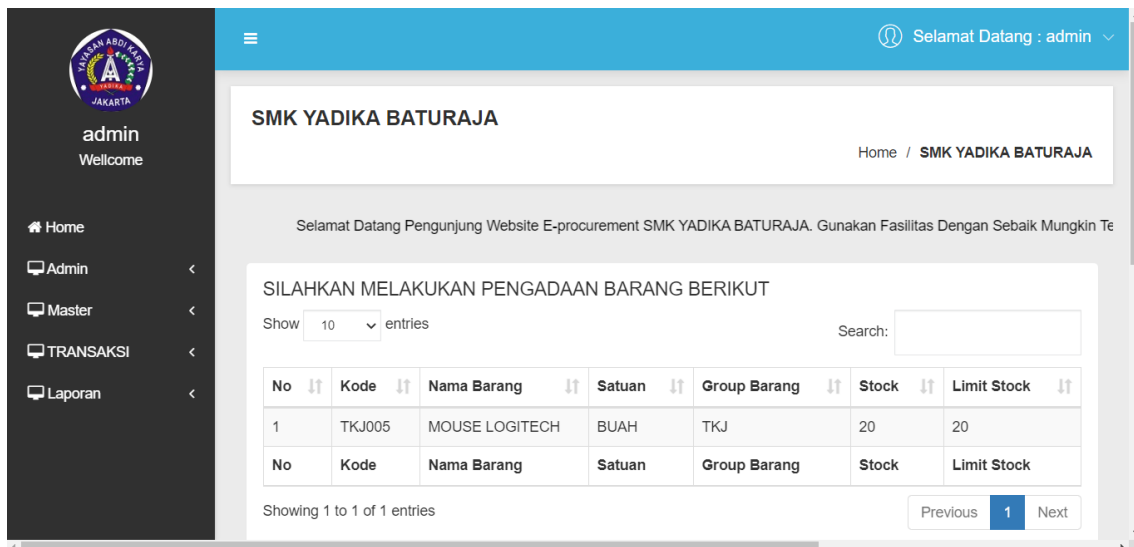 YAYASAN ABDI KARYA
YADIKA
JAKARTA
admin
Wellcome
Home
Admin
Master
TRANSAKSI
Laporan
Selamat Datang : admin
SMK YADIKA BATURAJA
Home / SMK YADIKA BATURAJA
Selamat Datang Pengunjung Website E-procurement SMK YADIKA BATURAJA. Gunakan Fasilitas Dengan Sebaik Mungkin Te
SILAHKAN MELAKUKAN PENGADAAN BARANG BERIKUT
Show 10 entries
Search:
No Kode Nama Barang Satuan Group Barang Stock Limit Stock
1 TKJ005 MOUSE LOGITECH BUAH TKJ 20 20
No Kode Nama Barang Satuan Group Barang Stock Limit Stock
Showing 1 to 1 of 1 entries
Previous 1 Next